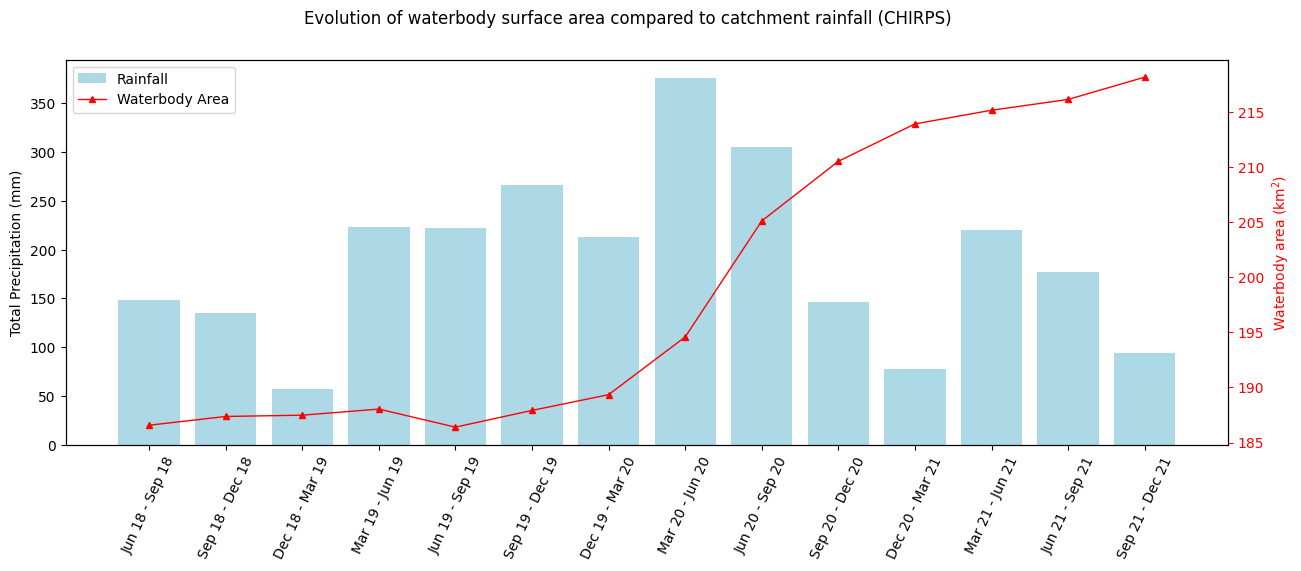 Evolution of waterbody surface area compared to catchment rainfall (CHIRPS)
Rainfall
Waterbody Area
Total Precipitation (mm)
350
300
250
200
150
100
50
0
215
210
205
200
195
190
185
Waterbody area (km²)
Jun 18 - Sep 18
Sep 18 - Dec 18
Dec 18 - Mar 19
Mar 19 - Jun 19
Jun 19 - Sep 19
Sep 19 - Dec 19
Dec 19 - Mar 20
Mar 20 - Jun 20
Jun 20 - Sep 20
Sep 20 - Dec 20
Dec 20 - Mar 21
Mar 21 - Jun 21
Jun 21 - Sep 21
Sep 21 - Dec 21